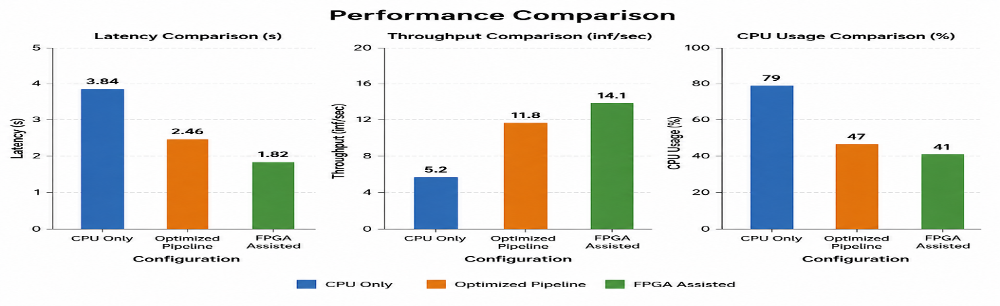 Performance Comparison
Latency Comparison (s)
5
4
3
2
1
0
Latency (s)
3.84
2.46
1.82
CPU Only
Optimized
Pipeline
FPGA
Assisted
Configuration
Throughput Comparison (inf/sec)
20
16
12
8
4
0
Throughput (inf/sec)
5.2
11.8
14.1
CPU Only
Optimized
Pipeline
FPGA
Assisted
Configuration
CPU Usage Comparison (%)
100
80
60
40
20
0
CPU Usage (%)
79
47
41
CPU Only
Optimized
Pipeline
FPGA
Assisted
Configuration
CPU Only
Optimized Pipeline
FPGA Assisted